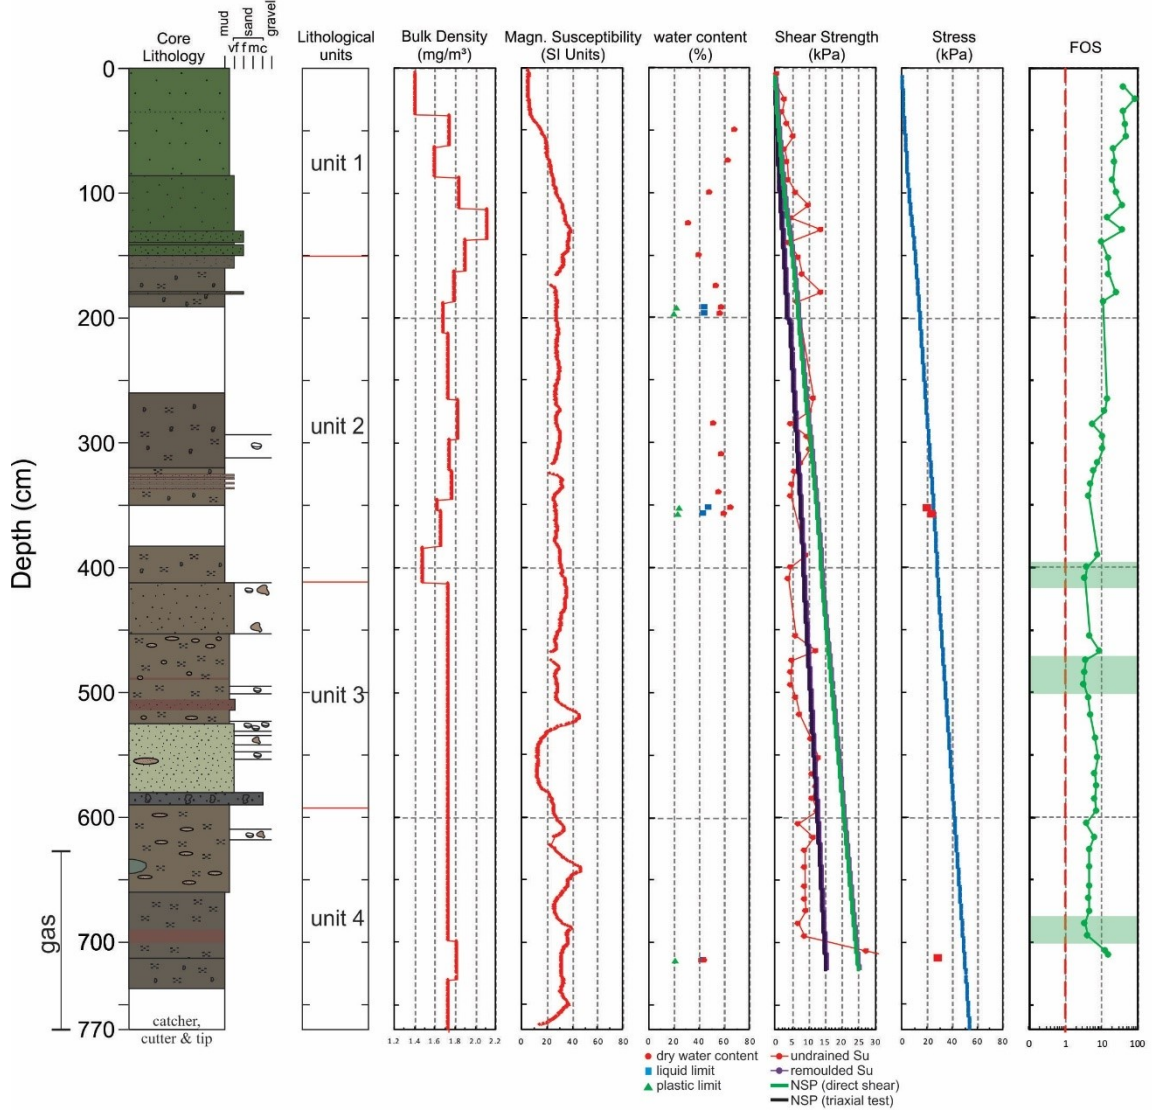 mud
sand
gravel
vf f m c
Core
Lithology
Lithological
units
Bulk Density
(mg/m³)
Magn. Susceptibility
(SI Units)
water content
(%)
Shear Strength
(kPa)
Stress
(kPa)
FOS
Depth (cm)
0
100
200
300
400
500
600
700
770
gas
unit 1
unit 2
unit 3
unit 4
catcher,
cutter & tip
1.2 1.4 1.6 1.8 2.0 2.2
0 20 40 60 80
0 20 40 60 80
0 5 10 15 20 25 30
0 20 40 60 80
0 1 10 100
dry water content
liquid limit
plastic limit
undrained Su
remoulded Su
NSP (direct shear)
NSP (triaxial test)